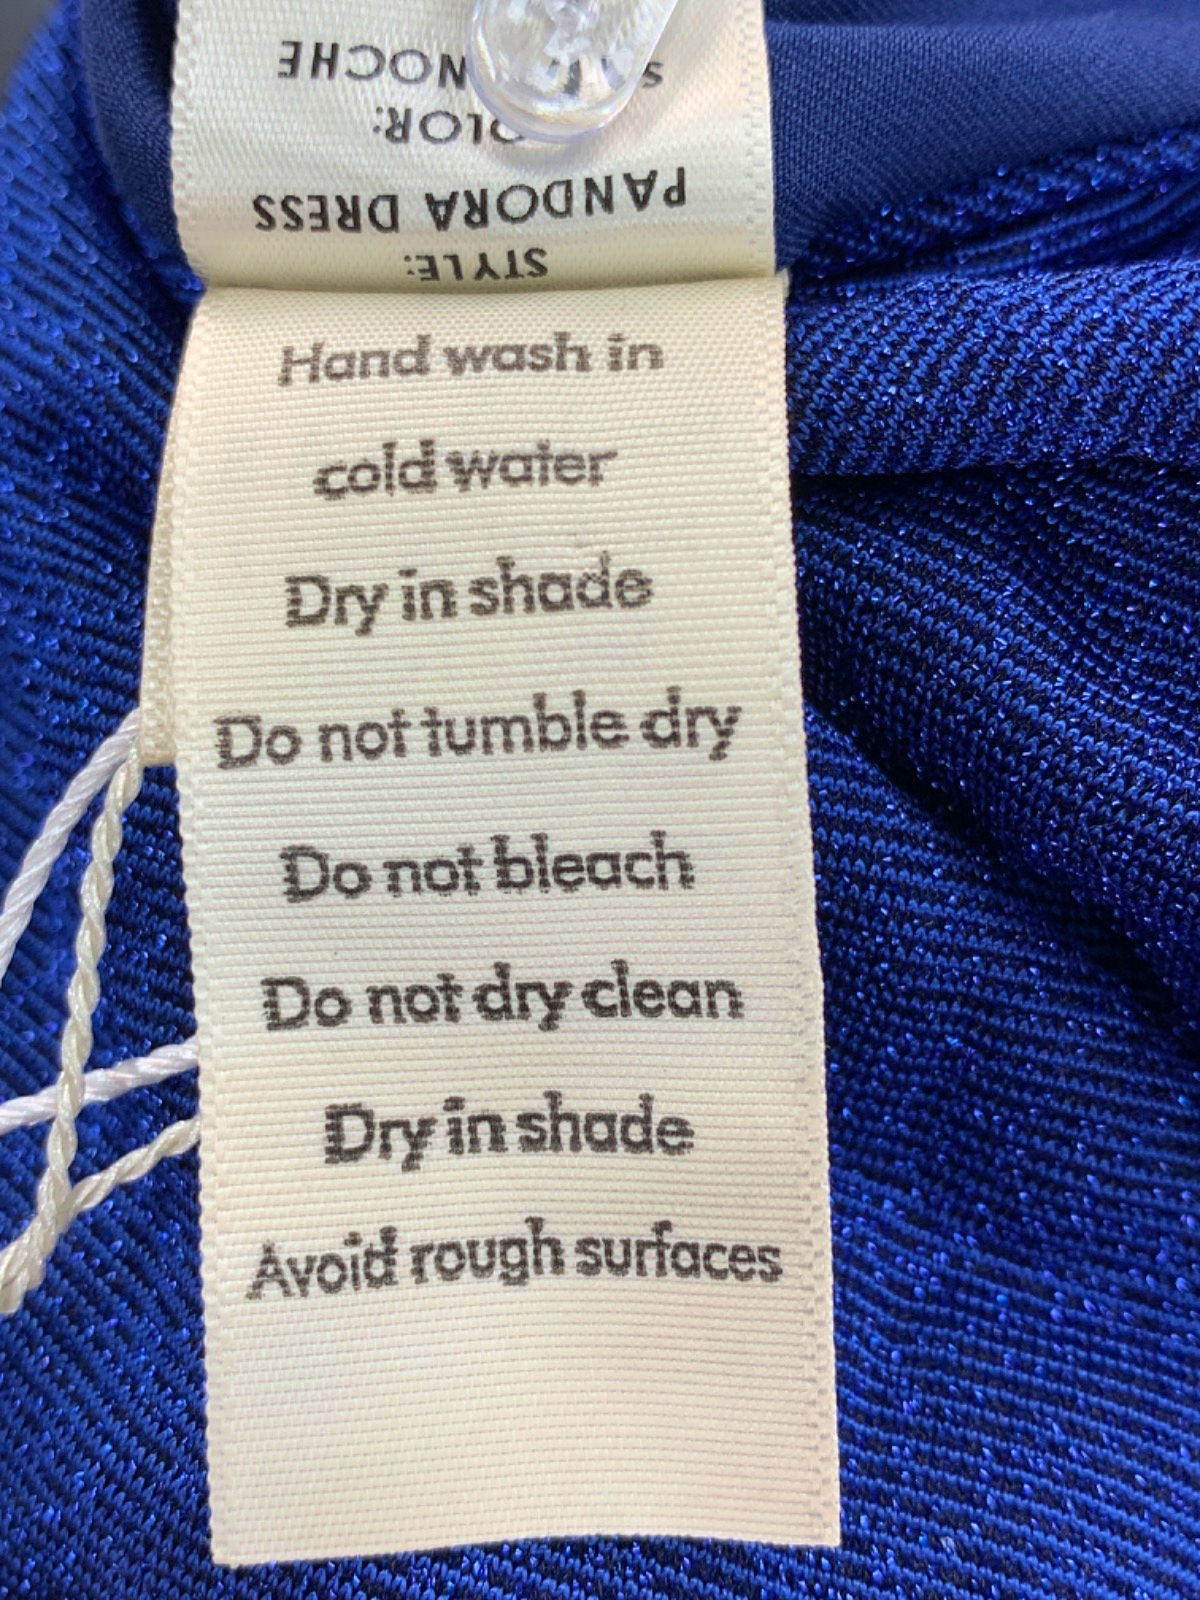 STYLE:
PANDORA DRESS
COLOR:
NOCHE
Hand wash in
cold water
Dry in shade
Do not tumble dry
Do not bleach
Do not dry clean
Dry in shade
Avoid rough surfaces